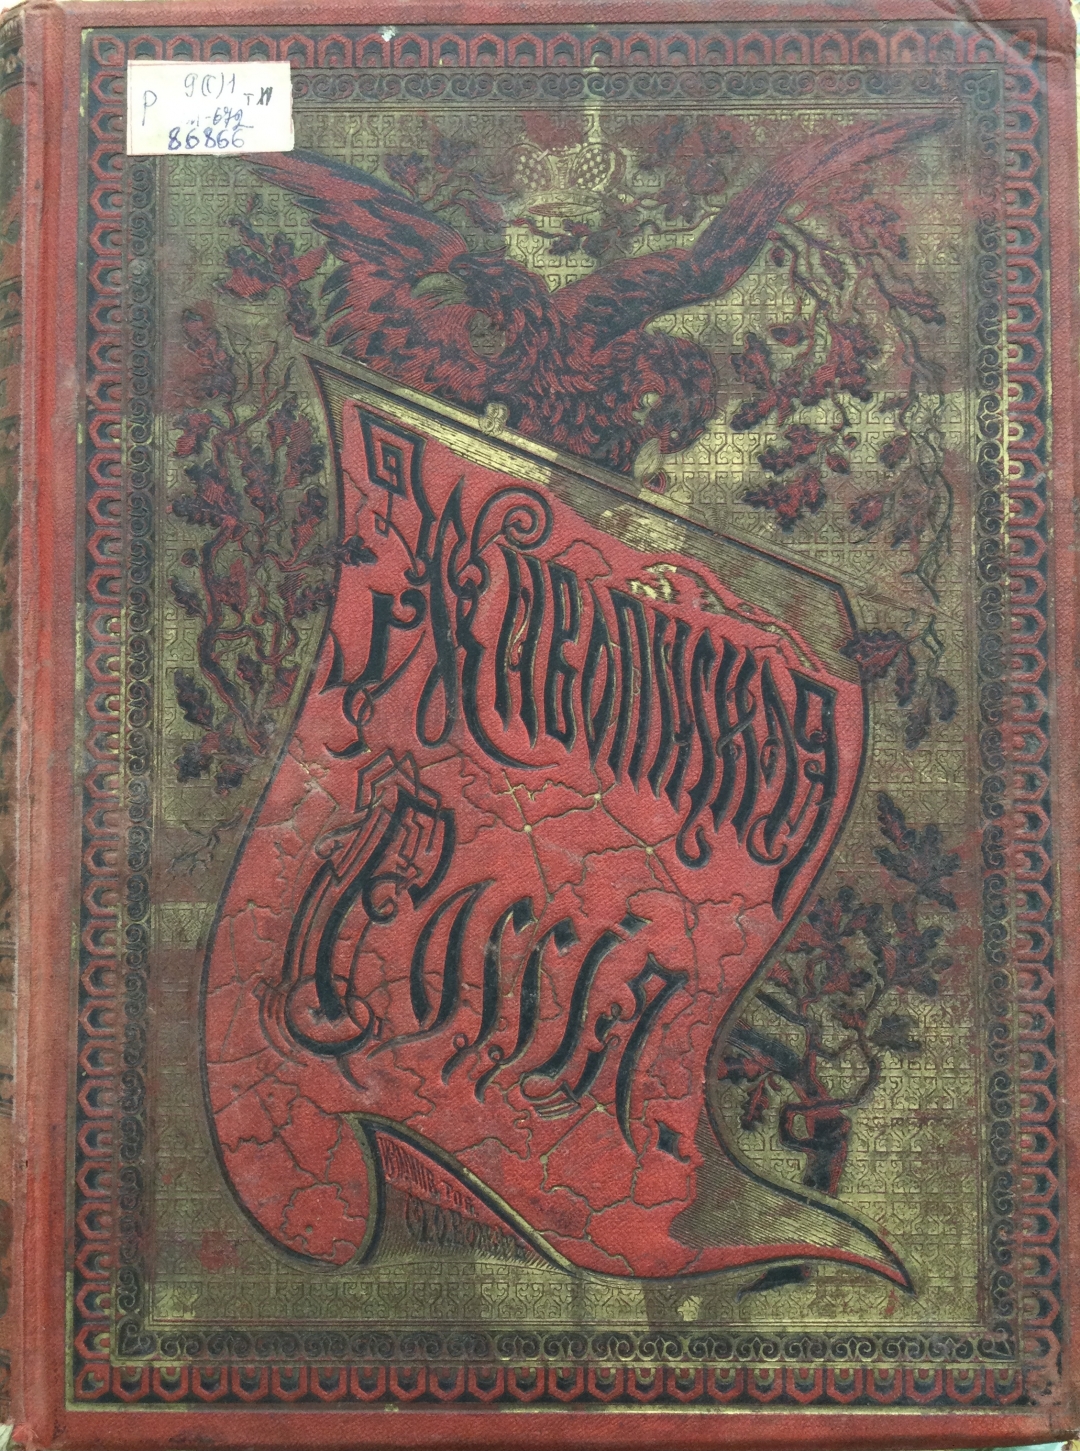 Р 9(с)1 т XI
86866
Живописная
Россія.